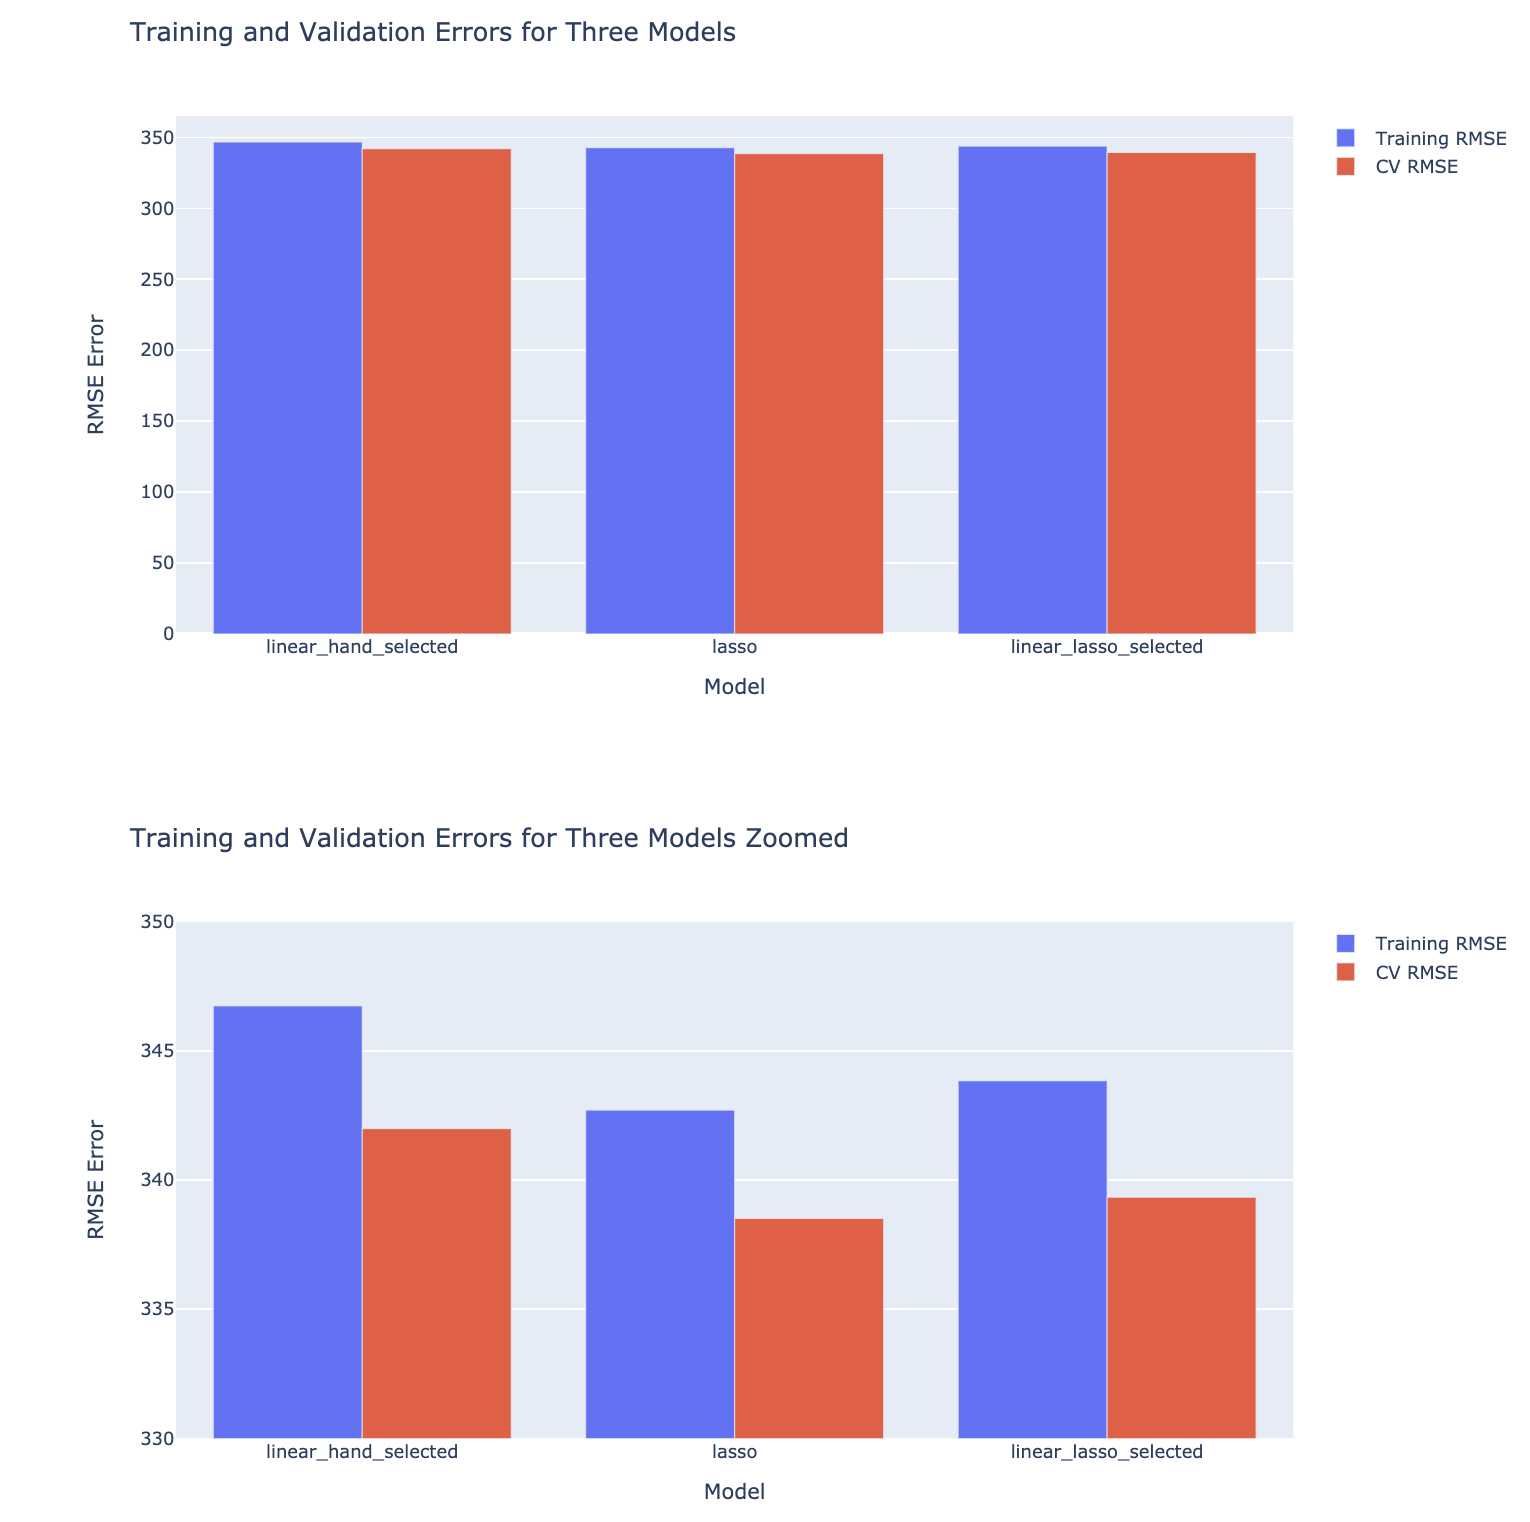 Training and Validation Errors for Three Models
350
300
250
200
150
100
50
0
RMSE Error
linear_hand_selected
lasso
linear_lasso_selected
Model
Training RMSE
CV RMSE
Training and Validation Errors for Three Models Zoomed
350
345
340
335
330
RMSE Error
linear_hand_selected
lasso
linear_lasso_selected
Model
Training RMSE
CV RMSE